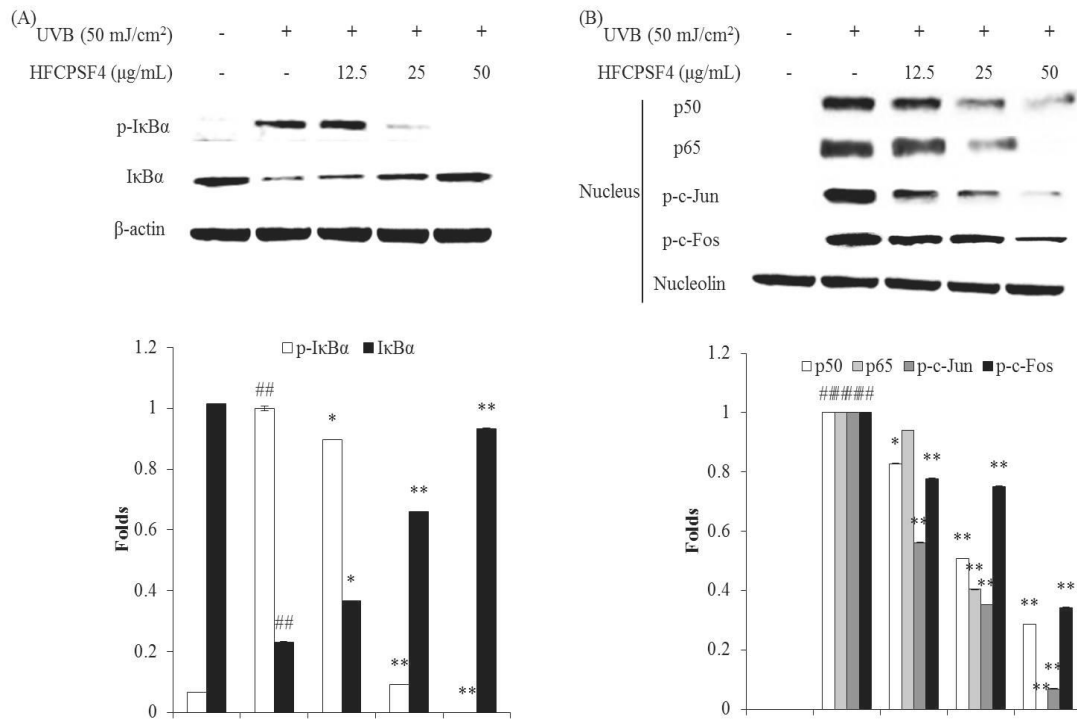 (A)
UVB (50 mJ/cm²) - + + + +
HFCPSF4 (μg/mL) - - 12.5 25 50
p-IκBα
IκBα
β-actin
1.2
p-IκBα IκBα
##
1
**
*
0.8
**
Folds
0.6
*
0.4
##
0.2
** **
0
(B)
UVB (50 mJ/cm²) - + + + +
HFCPSF4 (μg/mL) - - 12.5 25 50
p50
p65
Nucleus
p-c-Jun
p-c-Fos
Nucleolin
1.2
p50 p65 p-c-Jun p-c-Fos
########
1
* ** **
0.8
**
Folds
0.6
** ** **
0.4
** **
0.2
** **
0